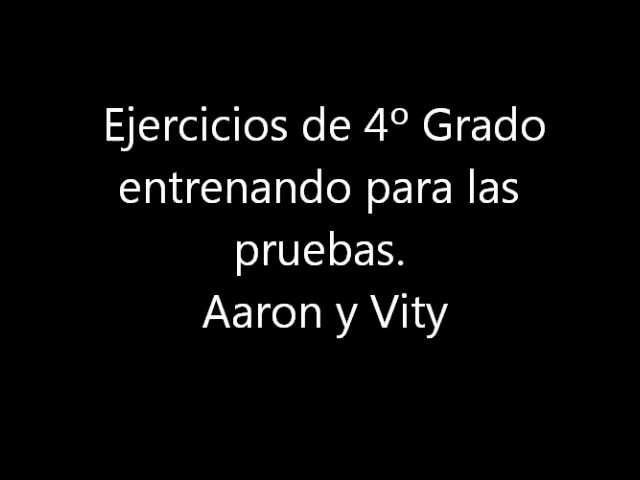 Ejercicios de 4º Grado
entrenando para las
pruebas.
Aaron y Vity